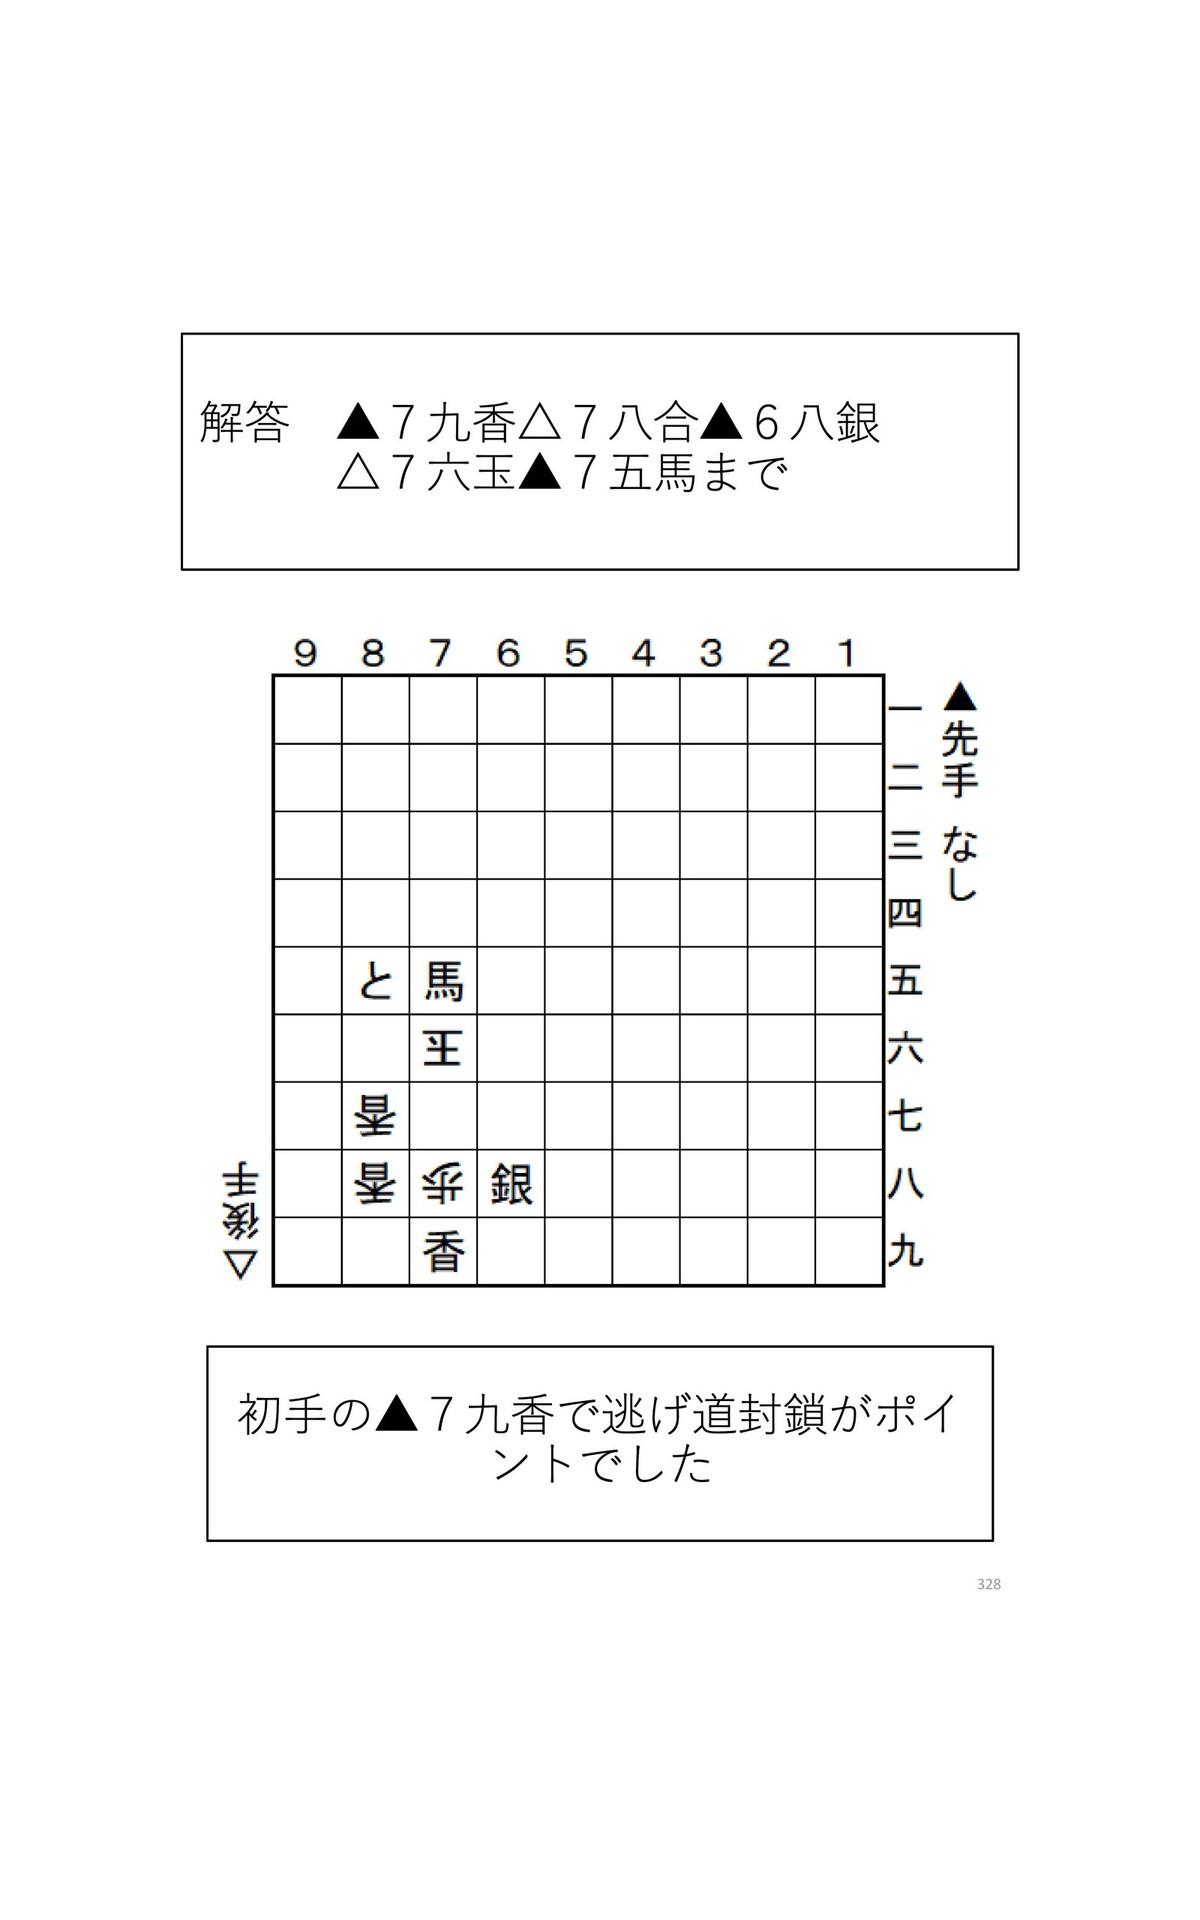 解答　▲７九香△７八合▲６八銀
△７六玉▲７五馬まで
9 8 7 6 5 4 3 2 1
一
二
三
四
五
六
七
八
九
▲先手 なし
と 馬
玉
香
香 歩 銀
香
△後手
初手の▲７九香で逃げ道封鎖がポイ
ントでした
328